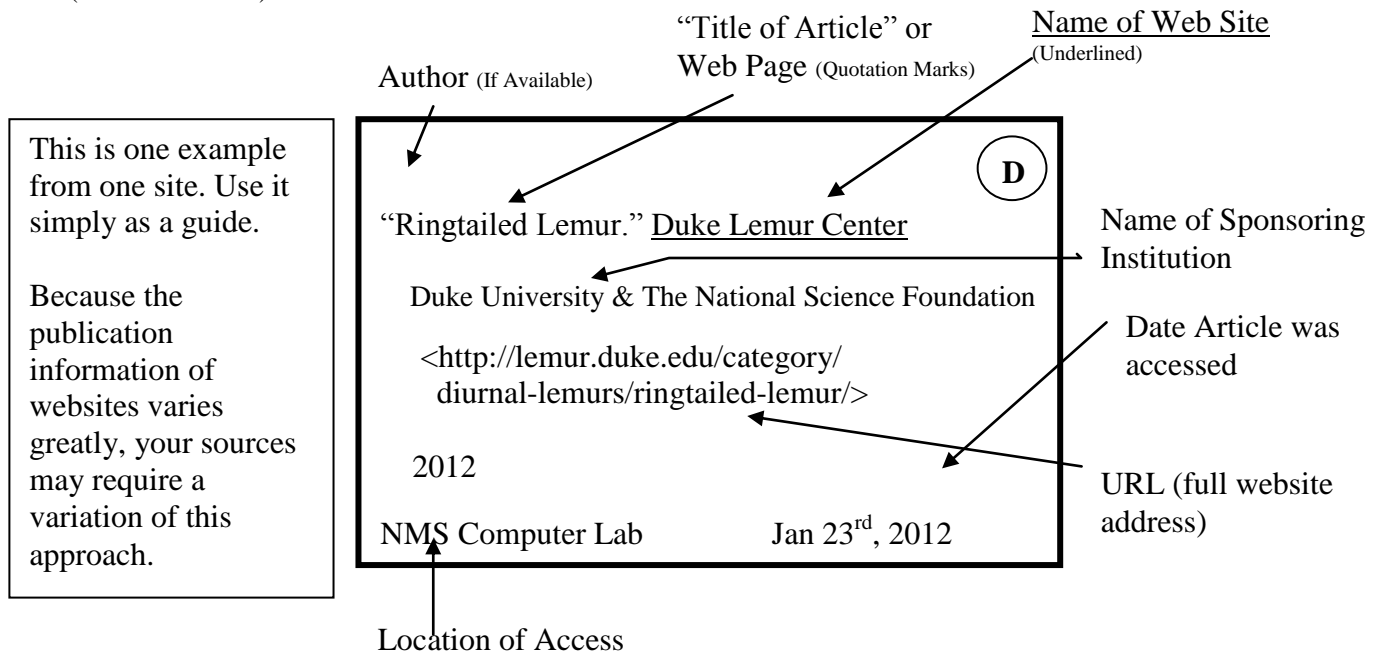 “Title of Article” or
Web Page (Quotation Marks)
Name of Web Site
(Underlined)
Author (If Available)
This is one example
from one site. Use it
simply as a guide.
Because the
publication
information of
websites varies
greatly, your sources
may require a
variation of this
approach.
D
“Ringtailed Lemur.” Duke Lemur Center
Duke University & The National Science Foundation
<http://lemur.duke.edu/category/
diurnal-lemurs/ringtailed-lemur/>
2012
NMS Computer Lab Jan 23rd, 2012
Name of Sponsoring
Institution
Date Article was
accessed
URL (full website
address)
Location of Access